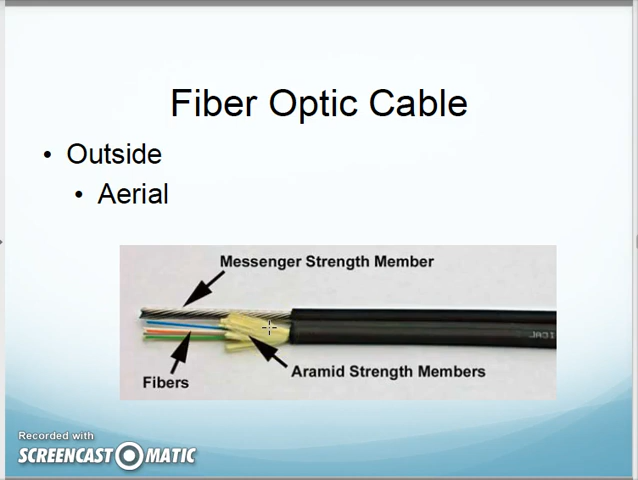 Fiber Optic Cable
• Outside
• Aerial
Messenger Strength Member
Fibers
Aramid Strength Members
Recorded with
SCREENCAST O MATIC